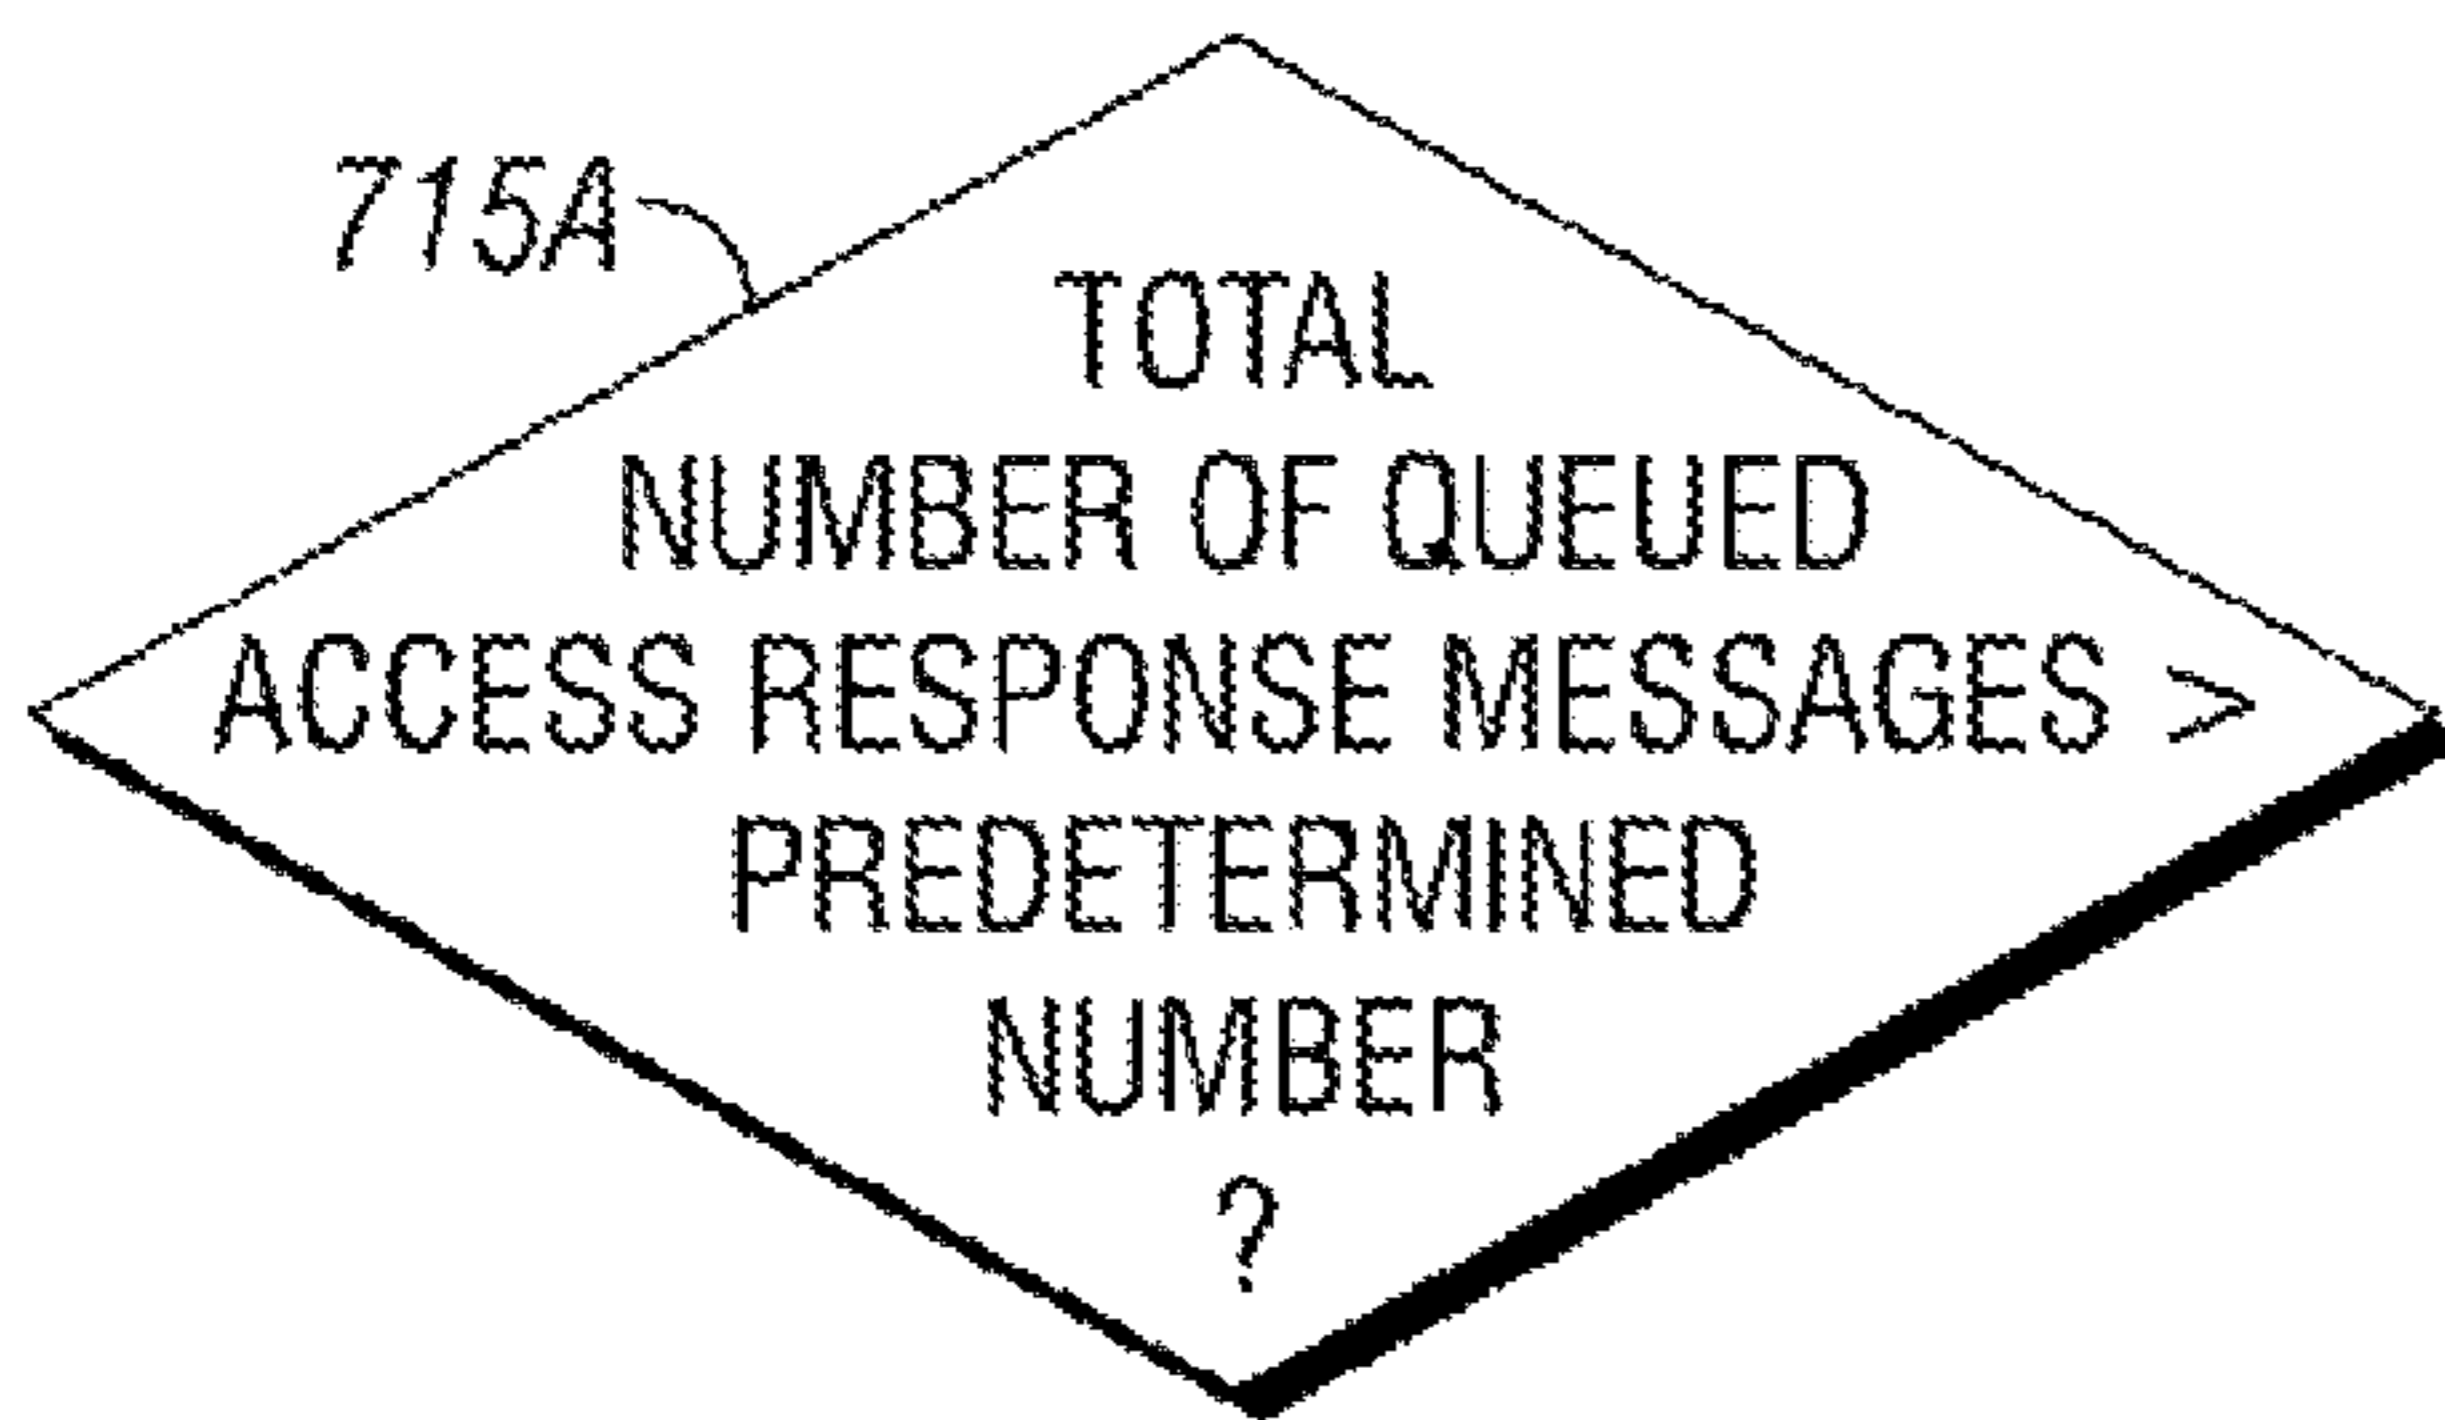 715A
TOTAL
NUMBER OF QUEUED
ACCESS RESPONSE MESSAGES >
PREDETERMINED
NUMBER
?